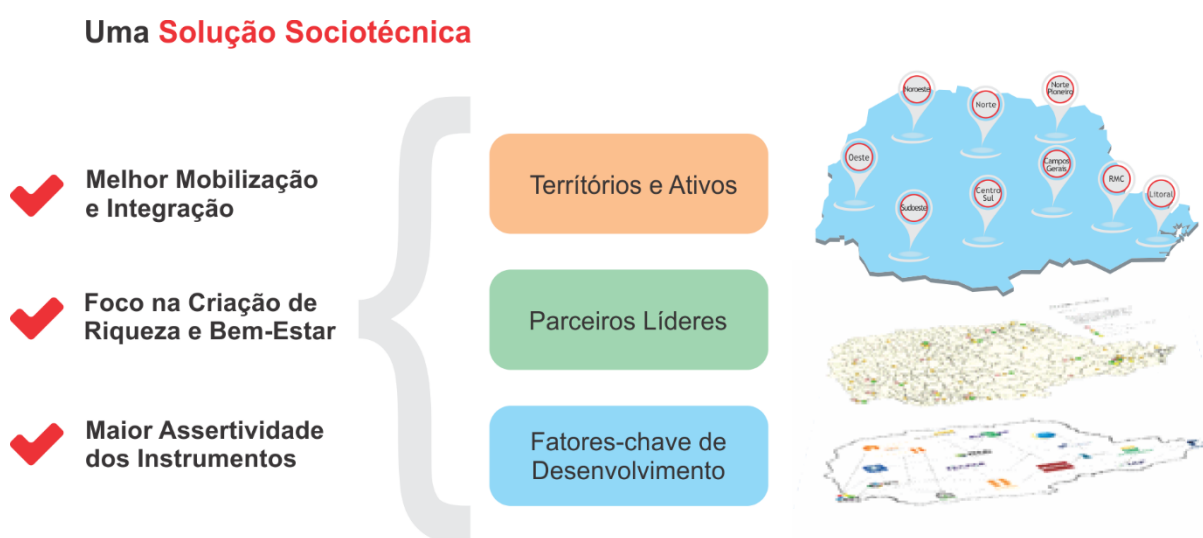 Uma Solução Sociotécnica
Melhor Mobilização
e Integração
Foco na Criação de
Riqueza e Bem-Estar
Maior Assertividade
dos Instrumentos
Terrítórios e Ativos
Parceiros Líderes
Fatores-chave de
Desenvolvimento
Noroeste
Norte
Norte
Pioneiro
Oeste
Campos
Gerais
RMC
Litoral
Sudoeste
Centro
Sul